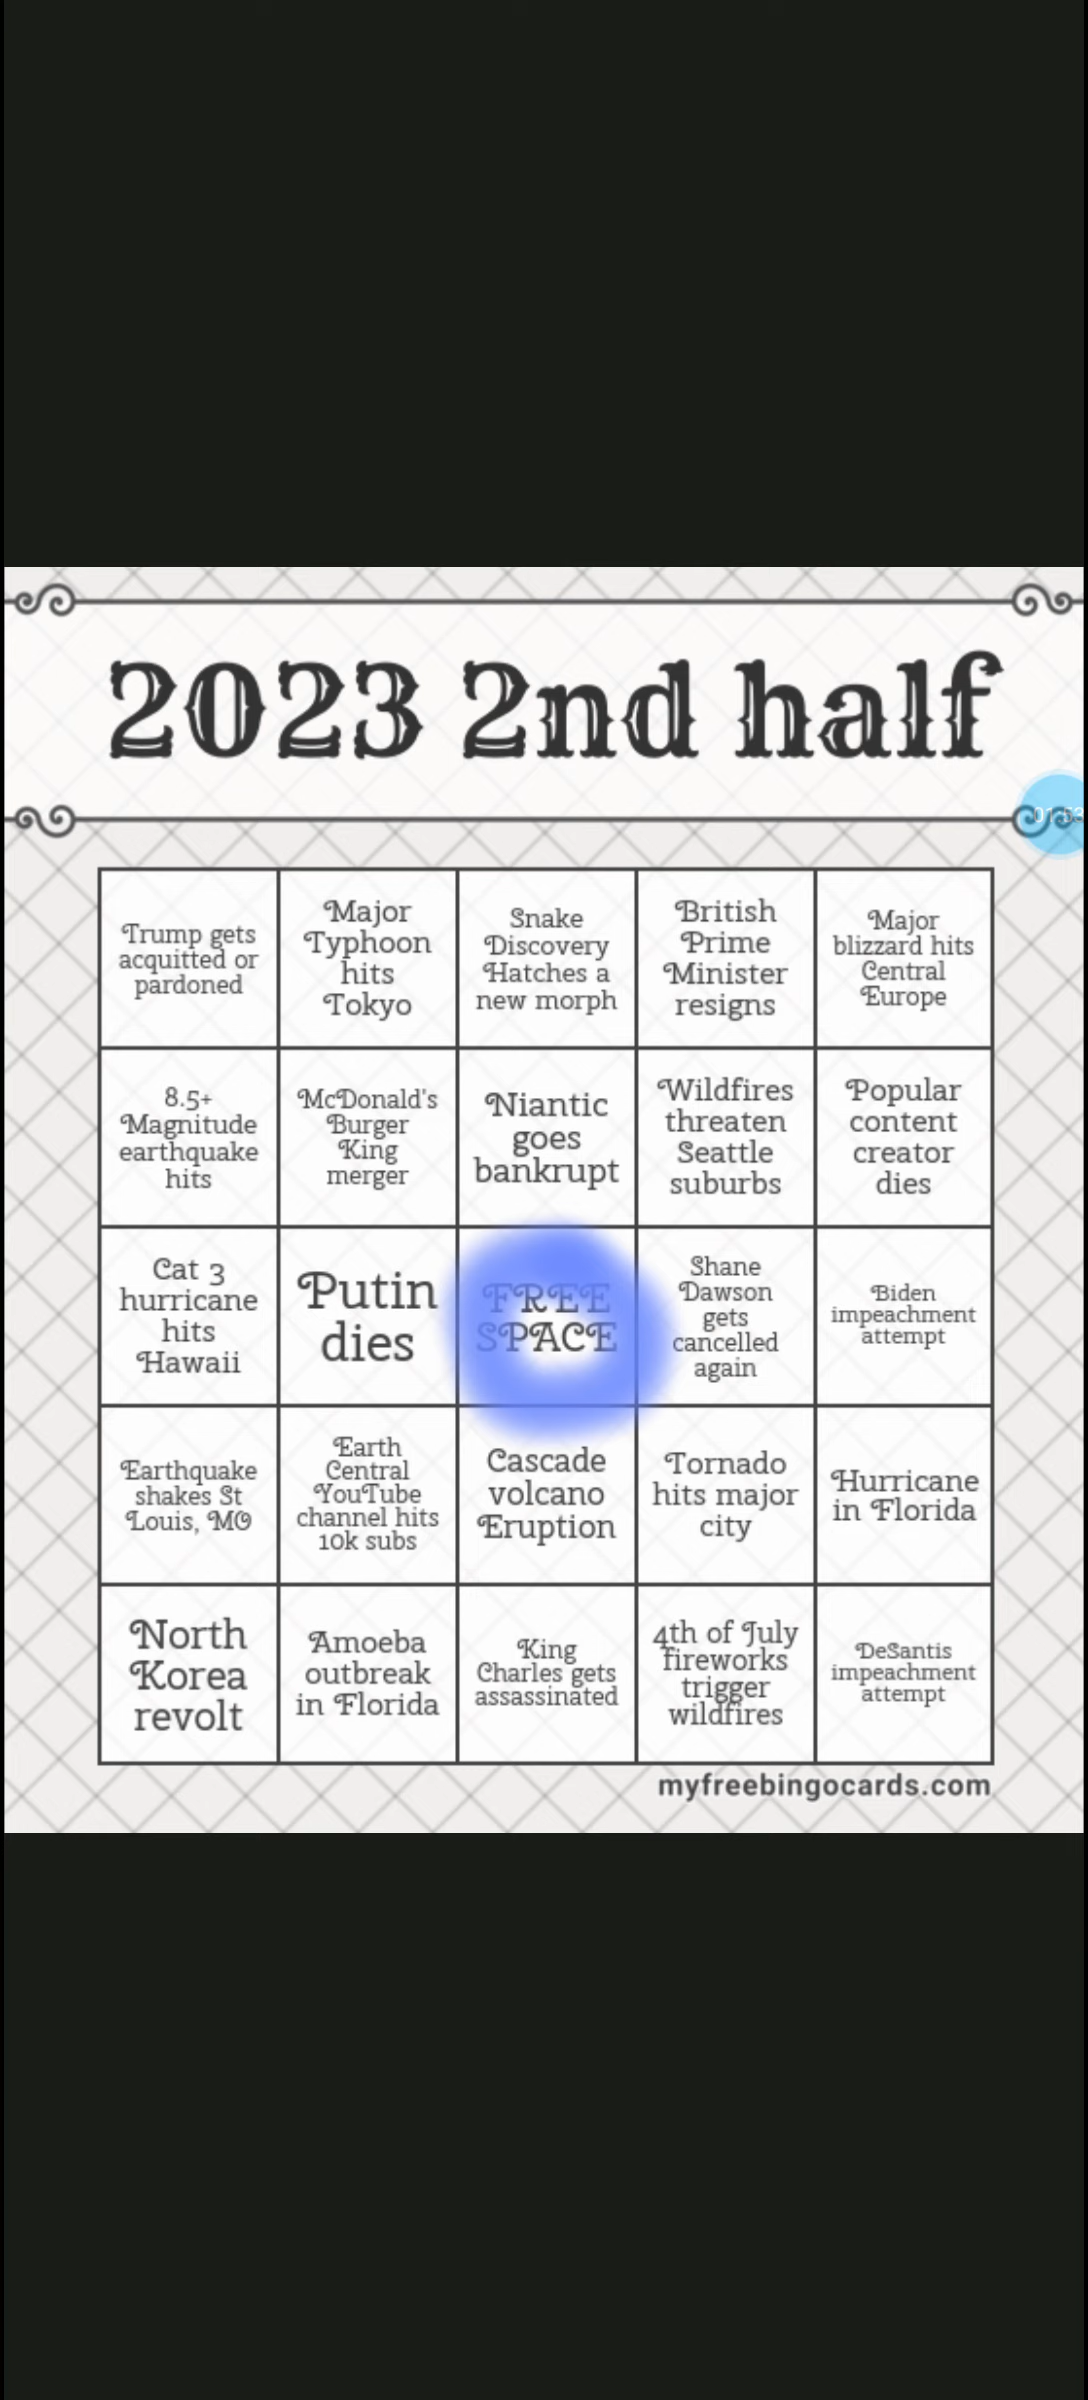 2023 2nd half
01:53
Trump gets
acquitted or
pardoned
Major
Typhoon
hits
Tokyo
Snake
Discovery
Hatches a
new morph
British
Prime
Minister
resigns
Major
blizzard hits
Central
Europe
8.5+
Magnitude
earthquake
hits
McDonald's
Burger
King
merger
Niantic
goes
bankrupt
Wildfires
threaten
Seattle
suburbs
Popular
content
creator
dies
Cat 3
hurricane
hits
Hawaii
Putin
dies
FREE
SPACE
Shane
Dawson
gets
cancelled
again
Biden
impeachment
attempt
Earthquake
shakes St
Louis, MO
Earth
Central
YouTube
channel hits
10k subs
Cascade
volcano
Eruption
Tornado
hits major
city
Hurricane
in Florida
North
Korea
revolt
Amoeba
outbreak
in Florida
King
Charles gets
assassinated
4th of July
fireworks
trigger
wildfires
DeSantis
impeachment
attempt
myfreebingocards.com